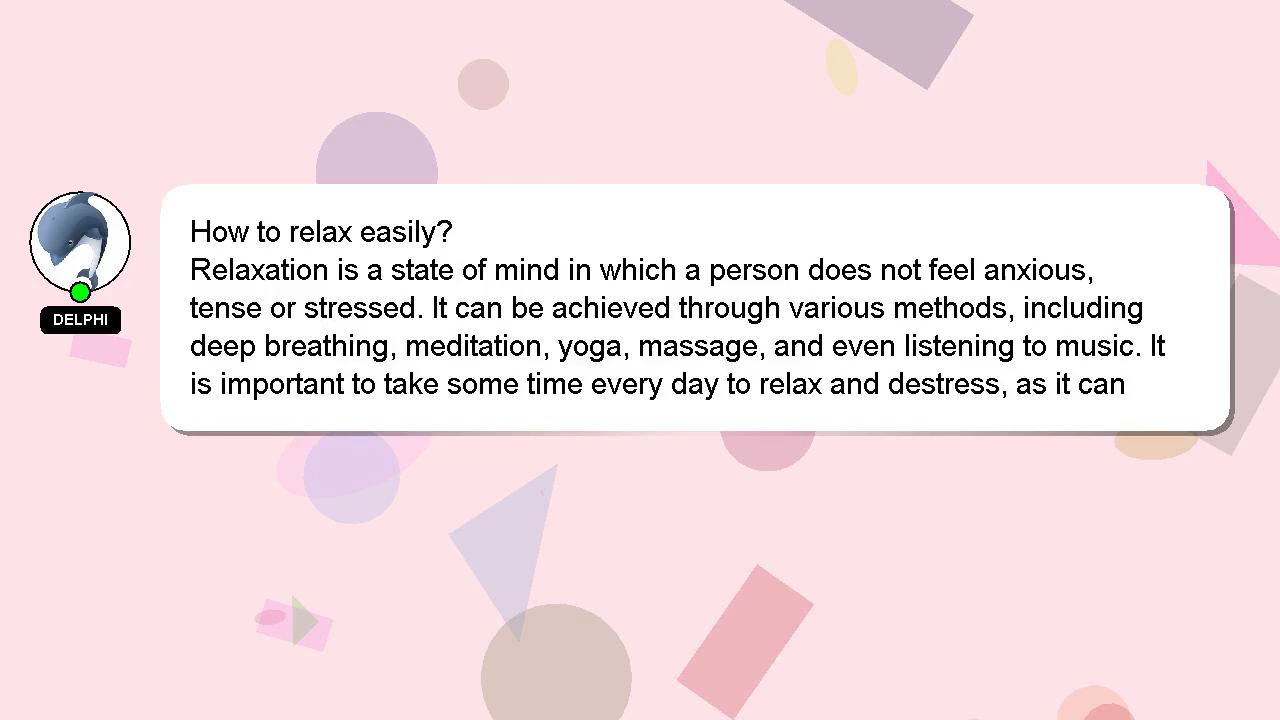 How to relax easily?
Relaxation is a state of mind in which a person does not feel anxious,
tense or stressed. It can be achieved through various methods, including
deep breathing, meditation, yoga, massage, and even listening to music. It
is important to take some time every day to relax and destress, as it can
DELPHI